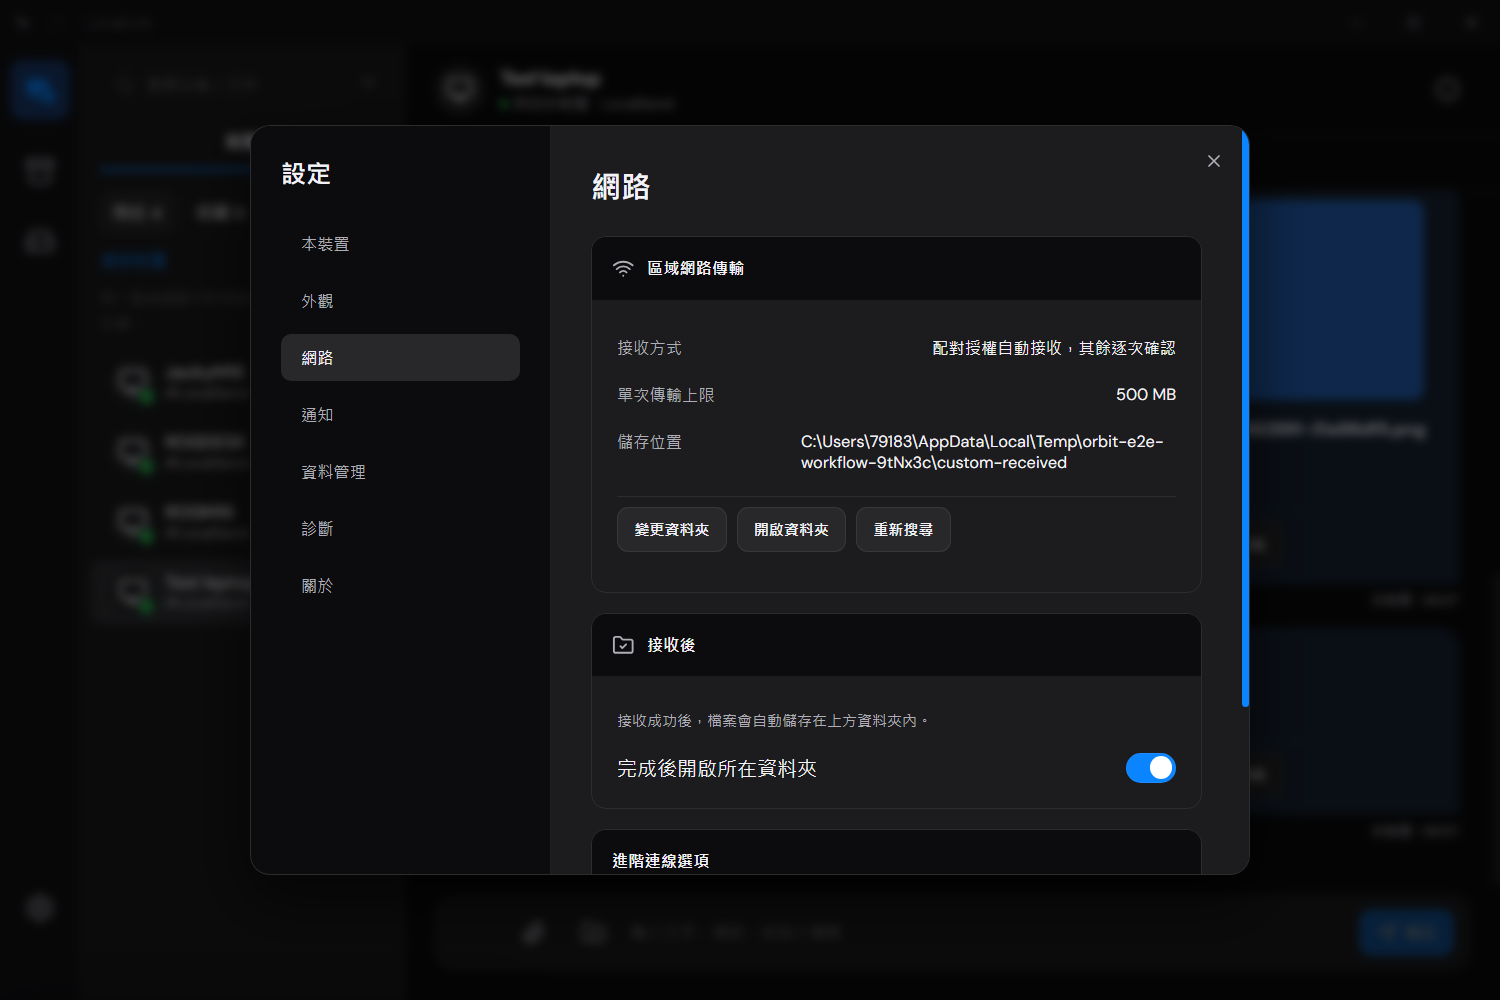 設定
本裝置
外觀
網路
通知
資料管理
診斷
關於
網路
區域網路傳輸
接收方式
配對授權自動接收，其餘逐次確認
單次傳輸上限
500 MB
儲存位置
C:\Users\79183\AppData\Local\Temp\orbit-e2e-
workflow-9tNx3c\custom-received
變更資料夾
開啟資料夾
重新搜尋
接收後
接收成功後，檔案會自動儲存在上方資料夾內。
完成後開啟所在資料夾
進階連線選項